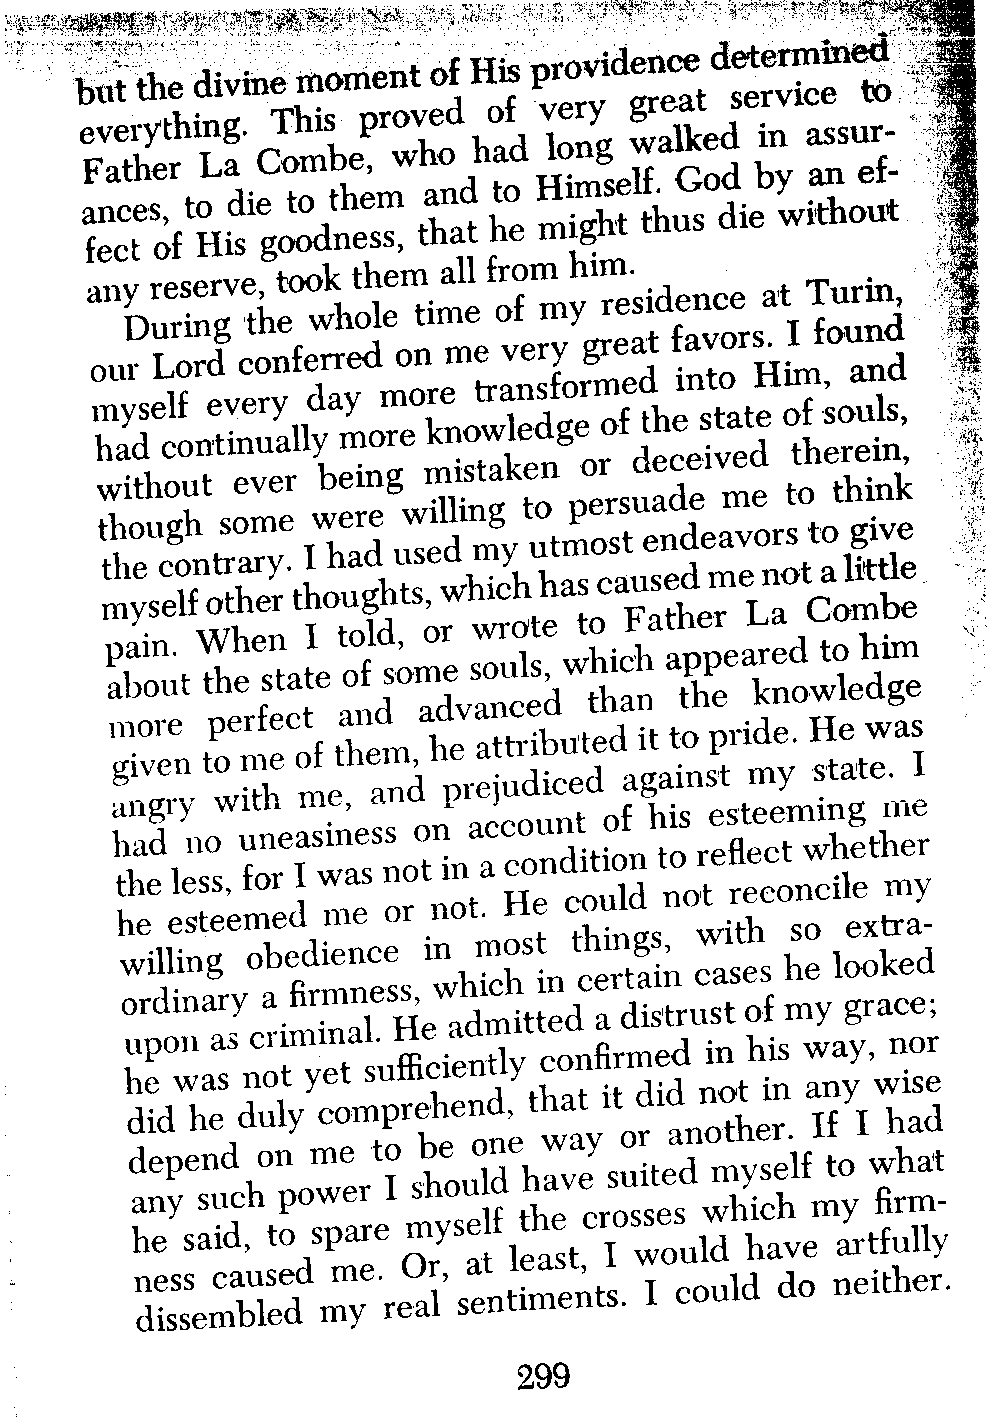 but the divine moment of His providence determined
everything. This proved of very great service to
Father La Combe, who had long walked in assur-
ances, to die to them and to Himself. God by an ef-
fect of His goodness, that he might thus die without
any reserve, took them all from him.
During the whole time of my residence at Turin,
our Lord conferred on me very great favors. I found
myself every day more transformed into Him, and
had continually more knowledge of the state of souls,
without ever being mistaken or deceived therein,
though some were willing to persuade me to think
the contrary. I had used my utmost endeavors to give
myself other thoughts, which has caused me not a little
pain. When I told, or wrote to Father La Combe
about the state of some souls, which appeared to him
more perfect and advanced than the knowledge
given to me of them, he attributed it to pride. He was
angry with me, and prejudiced against my state. I
had no uneasiness on account of his esteeming me
the less, for I was not in a condition to reflect whether
he esteemed me or not. He could not reconcile my
willing obedience in most things, with so extra-
ordinary a firmness, which in certain cases he looked
upon as criminal. He admitted a distrust of my grace;
he was not yet sufficiently confirmed in his way, nor
did he duly comprehend, that it did not in any wise
depend on me to be one way or another. If I had
any such power I should have suited myself to what
he said, to spare myself the crosses which my firm-
ness caused me. Or, at least, I would have artfully
dissembled my real sentiments. I could do neither.
299